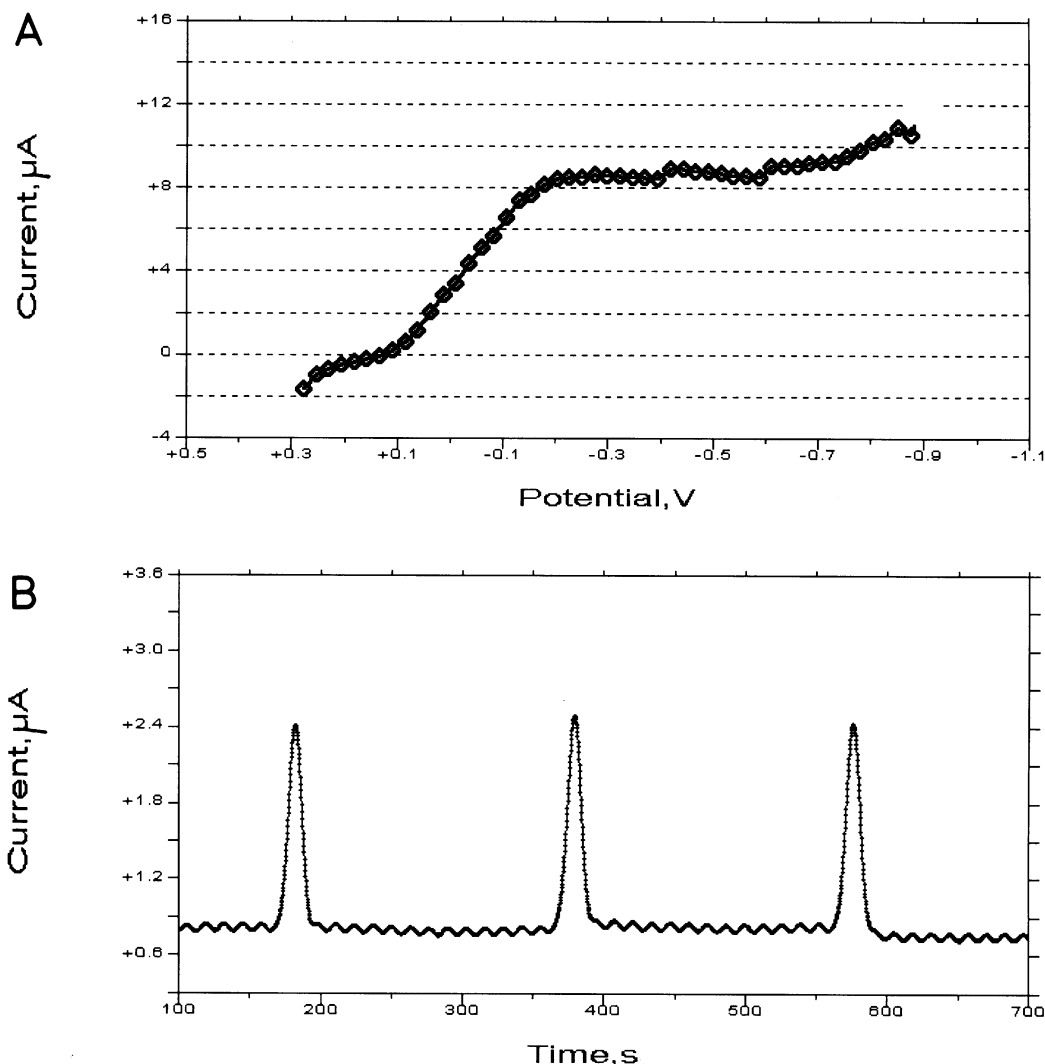 A
Current,µA
+16
+12
+8
+4
0
-4
+0.5 +0.3 +0.1 -0.1 -0.3 -0.5 -0.7 -0.9 -1.1
Potential,V
B
Current,µA
+3.6
+3.0
+2.4
+1.8
+1.2
+0.6
100 200 300 400 500 600 700
Time,s